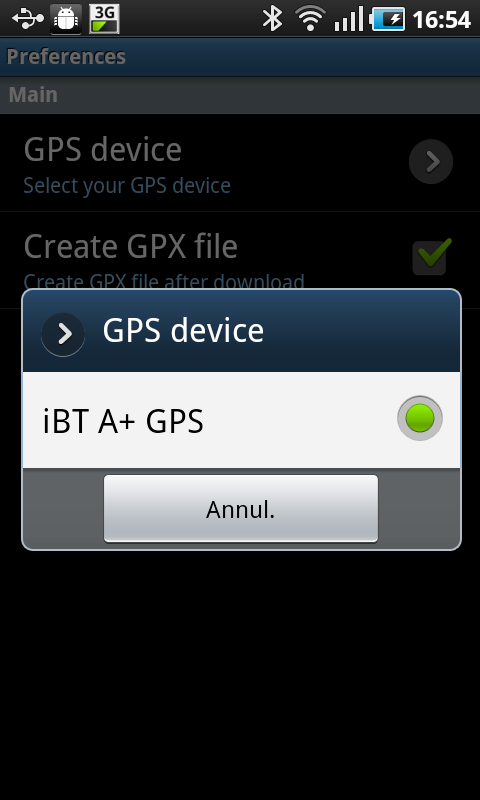 3G 16:54
Preferences
Main
GPS device
Select your GPS device
Create GPX file
Create GPX file after download
GPS device
iBT A+ GPS
Annul.